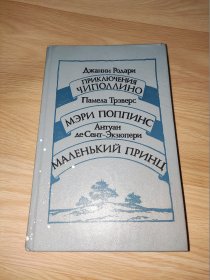 Джанни Родари
ПРИКЛЮЧЕНИЯ
ЧИПОЛЛИНО
Памела Трэверс
МЭРИ ПОППИНС
Антуан
де Сент-Экзюпери
МАЛЕНЬКИЙ ПРИНЦ